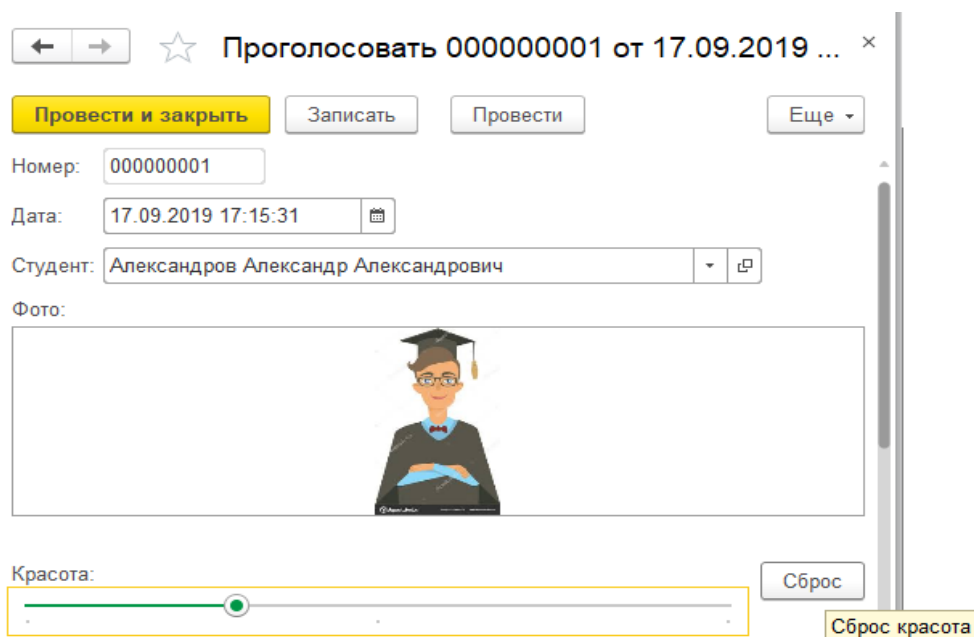 Проголосовать 000000001 от 17.09.2019 ...
Провести и закрыть Записать Провести Еще
Номер: 000000001
Дата: 17.09.2019 17:15:31
Студент: Александров Александр Александрович
Фото:
Красота:
Сброс
Сброс красота